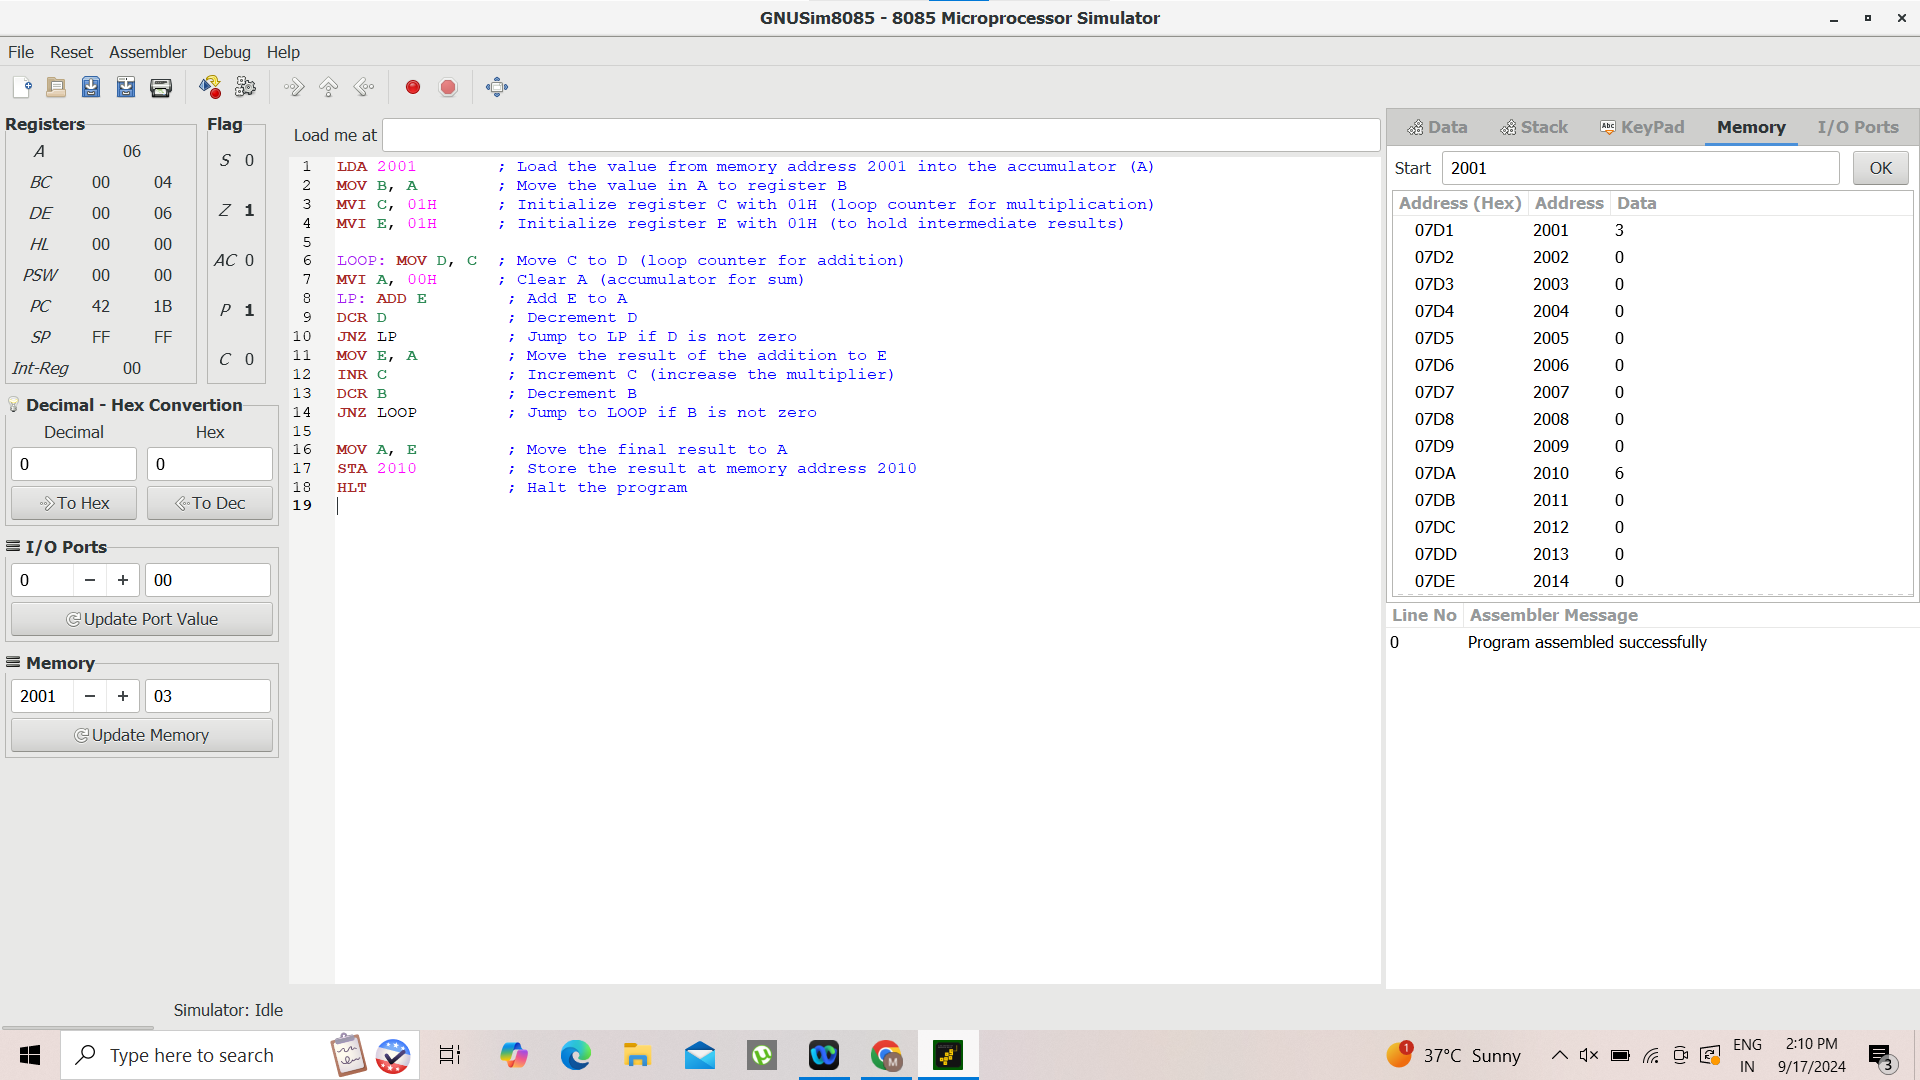 GNUSim8085 - 8085 Microprocessor Simulator
File Reset Assembler Debug Help
Registers
A 06
BC 00 04
DE 00 06
HL 00 00
PSW 00 00
PC 42 1B
SP FF FF
Int-Reg 00
Flag
S 0
Z 1
AC 0
P 1
C 0
Decimal - Hex Convertion
Decimal Hex
0 0
To Hex To Dec
I/O Ports
0 − + 00
Update Port Value
Memory
2001 − + 03
Update Memory
Load me at
1 LDA 2001 ; Load the value from memory address 2001 into the accumulator (A)
2 MOV B, A ; Move the value in A to register B
3 MVI C, 01H ; Initialize register C with 01H (loop counter for multiplication)
4 MVI E, 01H ; Initialize register E with 01H (to hold intermediate results)
5
6 LOOP: MOV D, C ; Move C to D (loop counter for addition)
7 MVI A, 00H ; Clear A (accumulator for sum)
8 LP: ADD E ; Add E to A
9 DCR D ; Decrement D
10 JNZ LP ; Jump to LP if D is not zero
11 MOV E, A ; Move the result of the addition to E
12 INR C ; Increment C (increase the multiplier)
13 DCR B ; Decrement B
14 JNZ LOOP ; Jump to LOOP if B is not zero
15
16 MOV A, E ; Move the final result to A
17 STA 2010 ; Store the result at memory address 2010
18 HLT ; Halt the program
19
Data Stack Abc KeyPad Memory I/O Ports
Start 2001 OK
Address (Hex) Address Data
07D1 2001 3
07D2 2002 0
07D3 2003 0
07D4 2004 0
07D5 2005 0
07D6 2006 0
07D7 2007 0
07D8 2008 0
07D9 2009 0
07DA 2010 6
07DB 2011 0
07DC 2012 0
07DD 2013 0
07DE 2014 0
Line No Assembler Message
0 Program assembled successfully
Simulator: Idle
Type here to search
M
1
37°C Sunny
ENG
IN
2:10 PM
9/17/2024
3